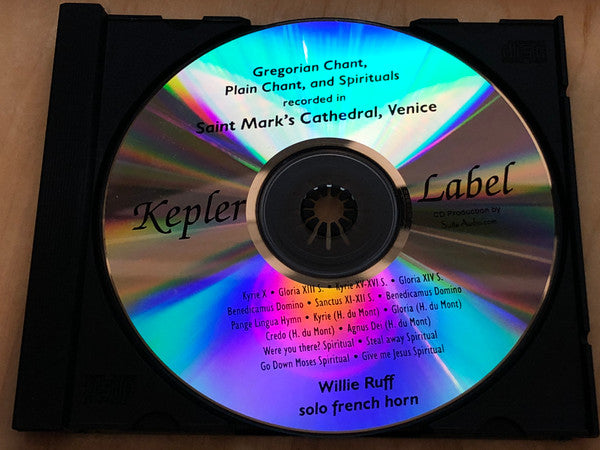 Gregorian Chant,
Plain Chant, and Spirituals
recorded in
Saint Mark's Cathedral, Venice
Kepler Label
CD Production by
SuiteAudio.com
Kyrie X • Gloria XIII S. • Kyrie XV-XVI S. • Gloria XIV S.
Benedicamus Domino • Sanctus XI-XII S. • Benedicamus Domino
Pange Lingua Hymn • Kyrie (H. du Mont) • Gloria (H. du Mont)
Credo (H. du Mont) • Agnus Dei (H. du Mont)
Were you there? Spiritual • Steal away Spiritual
Go Down Moses Spiritual • Give me Jesus Spiritual
Willie Ruff
solo french horn